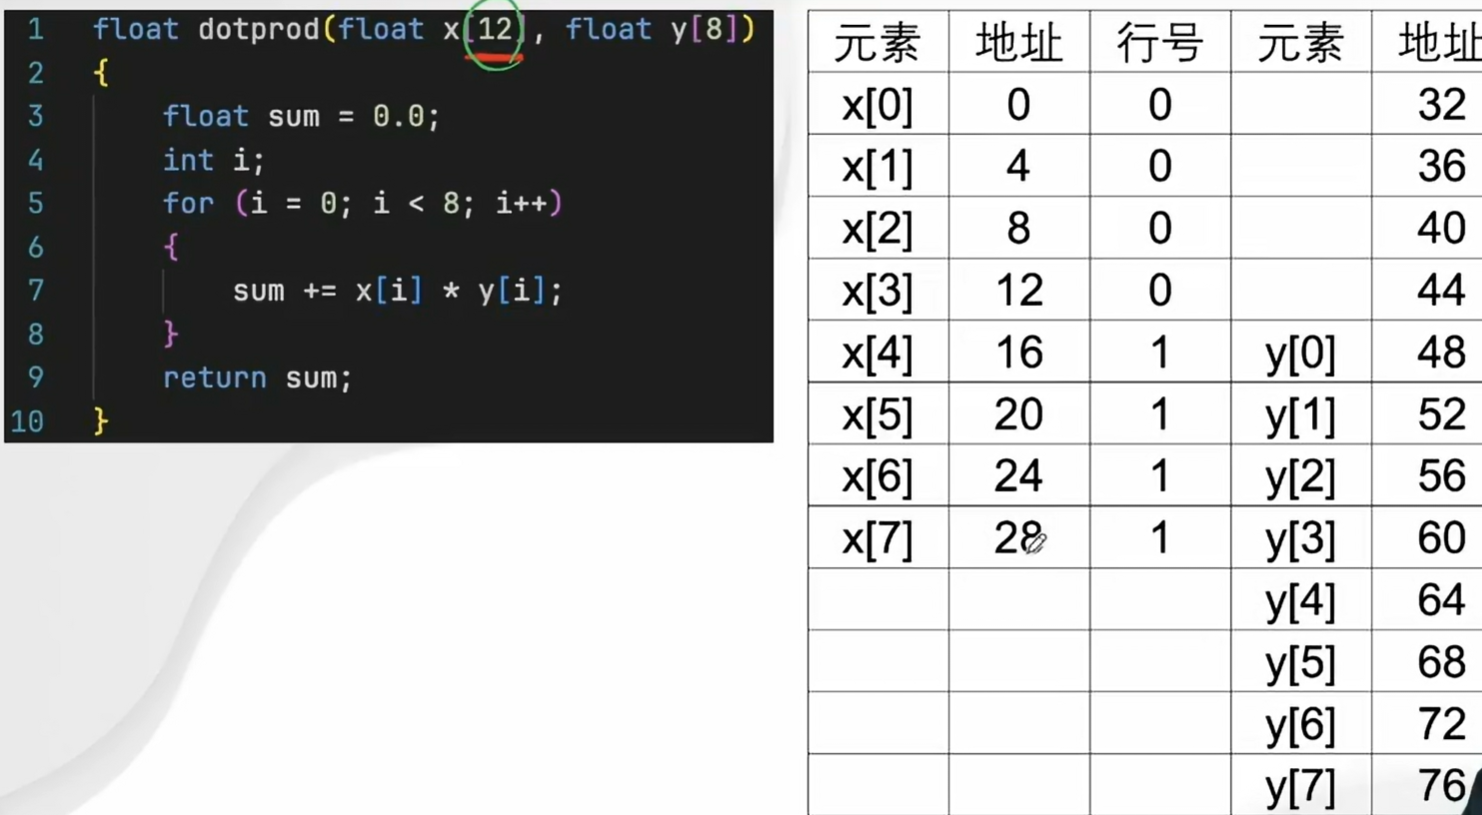 1 float dotprod(float x[12], float y[8])
2 {
3 float sum = 0.0;
4 int i;
5 for (i = 0; i < 8; i++)
6 {
7 sum += x[i] * y[i];
8 }
9 return sum;
10 }
元素 地址 行号 元素 地址
x[0] 0 0 32
x[1] 4 0 36
x[2] 8 0 40
x[3] 12 0 44
x[4] 16 1 y[0] 48
x[5] 20 1 y[1] 52
x[6] 24 1 y[2] 56
x[7] 28 1 y[3] 60
y[4] 64
y[5] 68
y[6] 72
y[7] 76